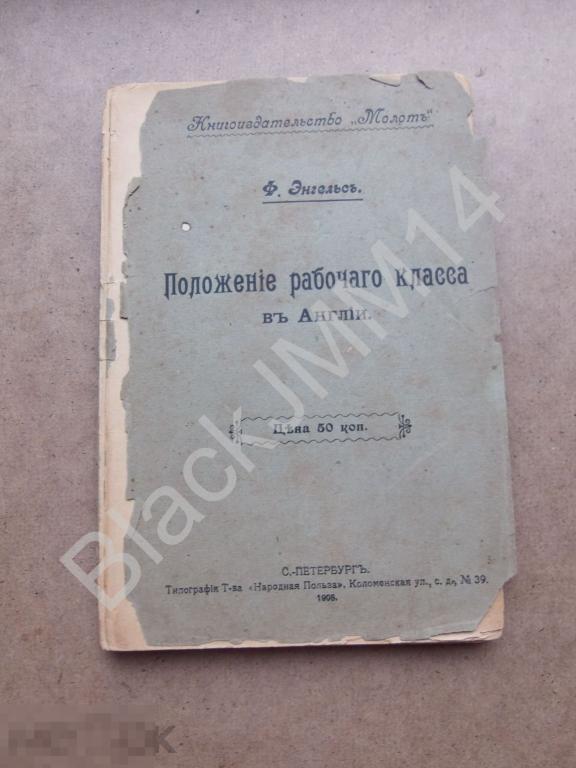 Книгоиздательство „Молотъ“
Ф. Энгельсъ.
Положеніе рабочаго класса
въ Англіи.
Цѣна 50 коп.
С.-ПЕТЕРБУРГЪ.
Типографія Т-ва «Народная Польза», Коломенская ул., с. д., № 39.
1905.
Black JMM14